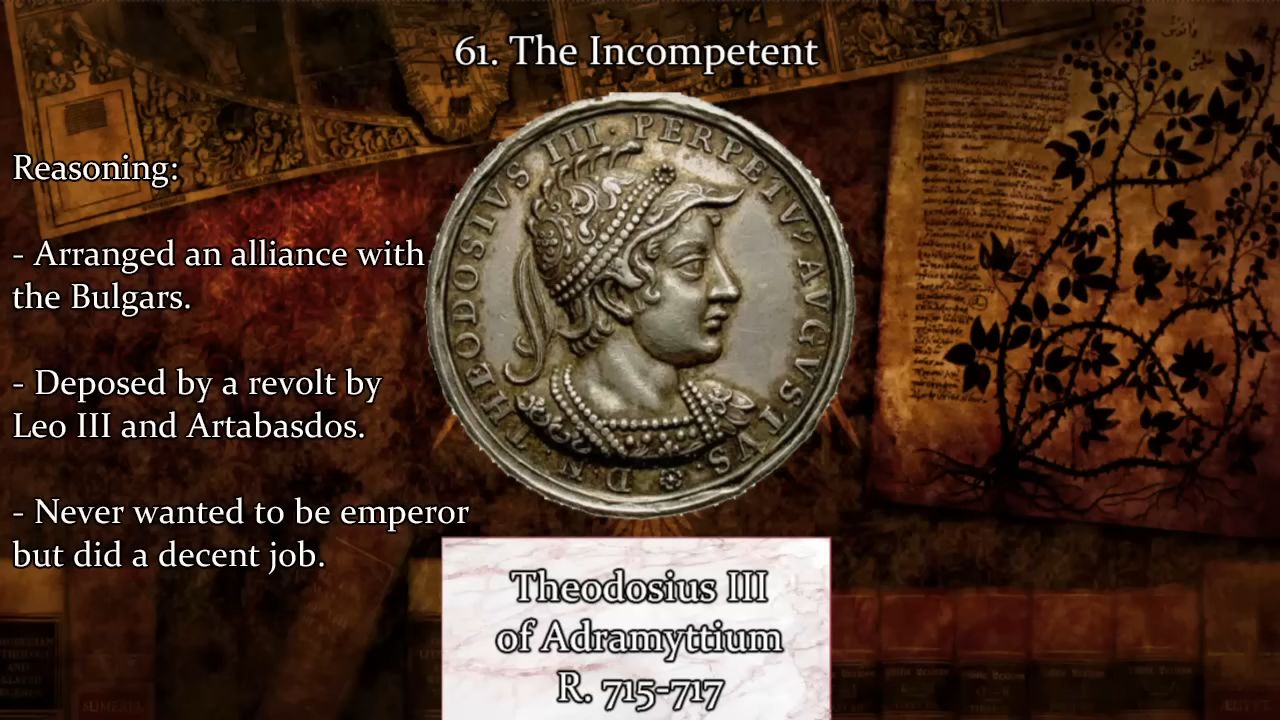 61. The Incompetent
Reasoning:
- Arranged an alliance with
the Bulgars.
- Deposed by a revolt by
Leo III and Artabasdos.
- Never wanted to be emperor
but did a decent job.
D N THEODOSIVS III PERPETVS AVGVSTVS
Theodosius III
of Adramyttium
R. 715-717